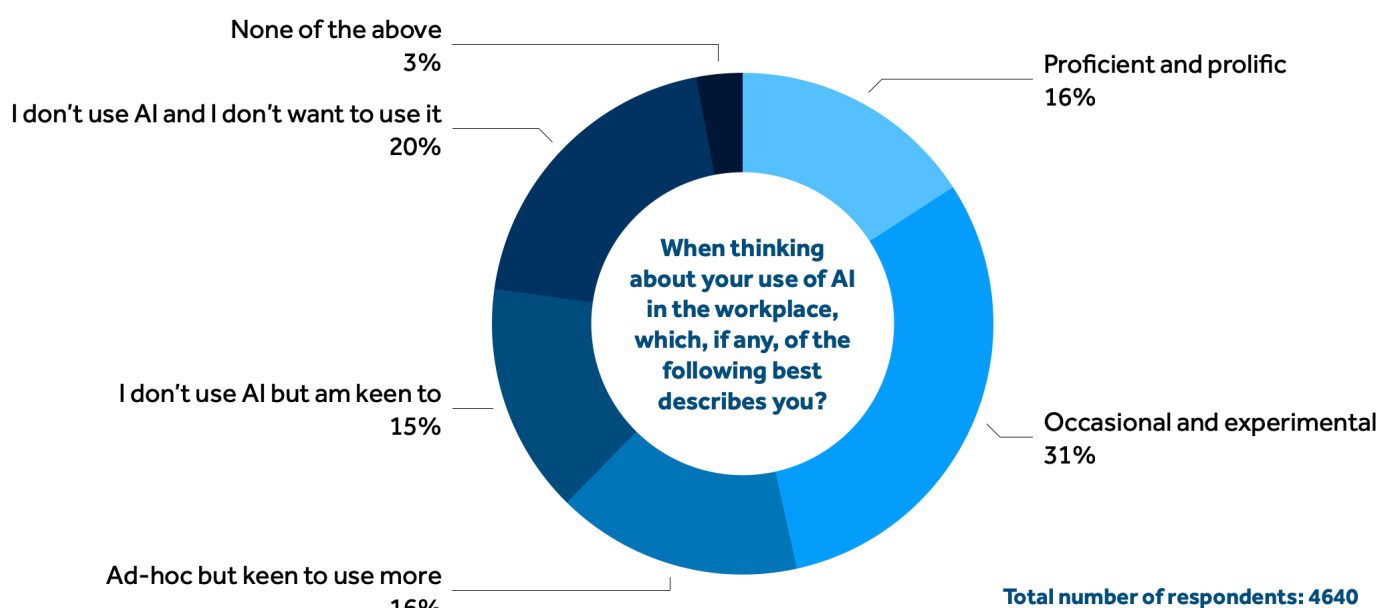 None of the above
3%
Proficient and prolific
16%
I don’t use AI and I don’t want to use it
20%
When thinking
about your use of AI
in the workplace,
which, if any, of the
following best
describes you?
I don’t use AI but am keen to
15%
Occasional and experimental
31%
Ad-hoc but keen to use more
16%
Total number of respondents: 4640